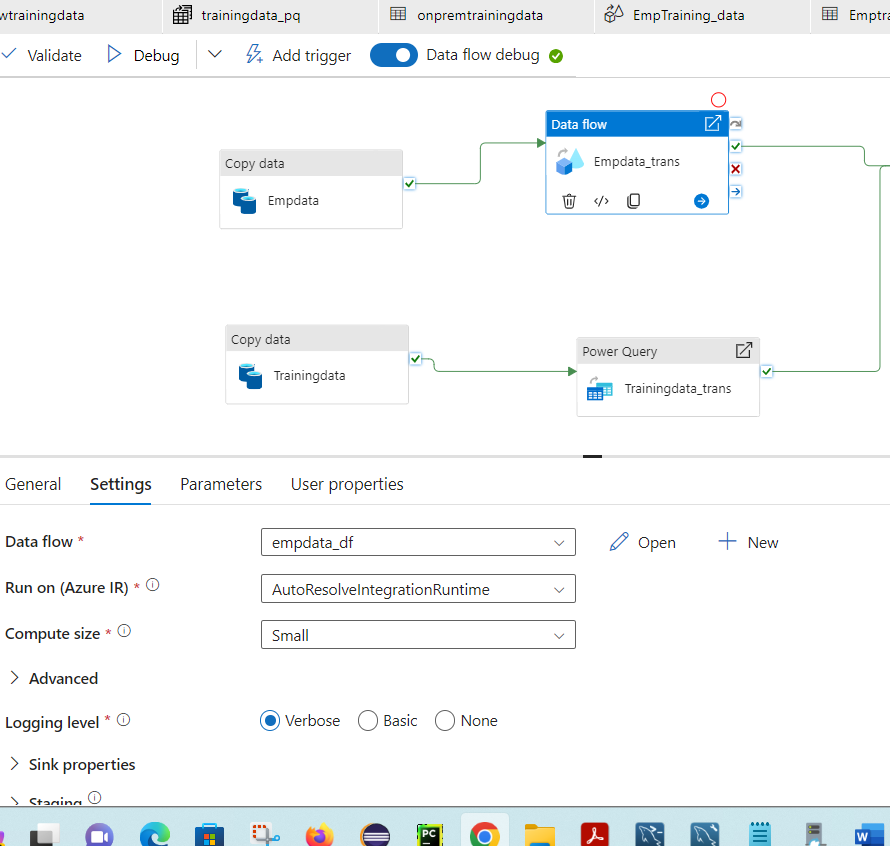 wtrainingdata
trainingdata_pq
onpremtrainingdata
EmpTraining_data
Emptra
Validate
Debug
Add trigger
Data flow debug
Copy data
Empdata
Data flow
Empdata_trans
Copy data
Trainingdata
Power Query
Trainingdata_trans
General
Settings
Parameters
User properties
Data flow *
empdata_df
Open
New
Run on (Azure IR) *
AutoResolveIntegrationRuntime
Compute size *
Small
Advanced
Logging level *
Verbose
Basic
None
Sink properties
Staging
PC
W